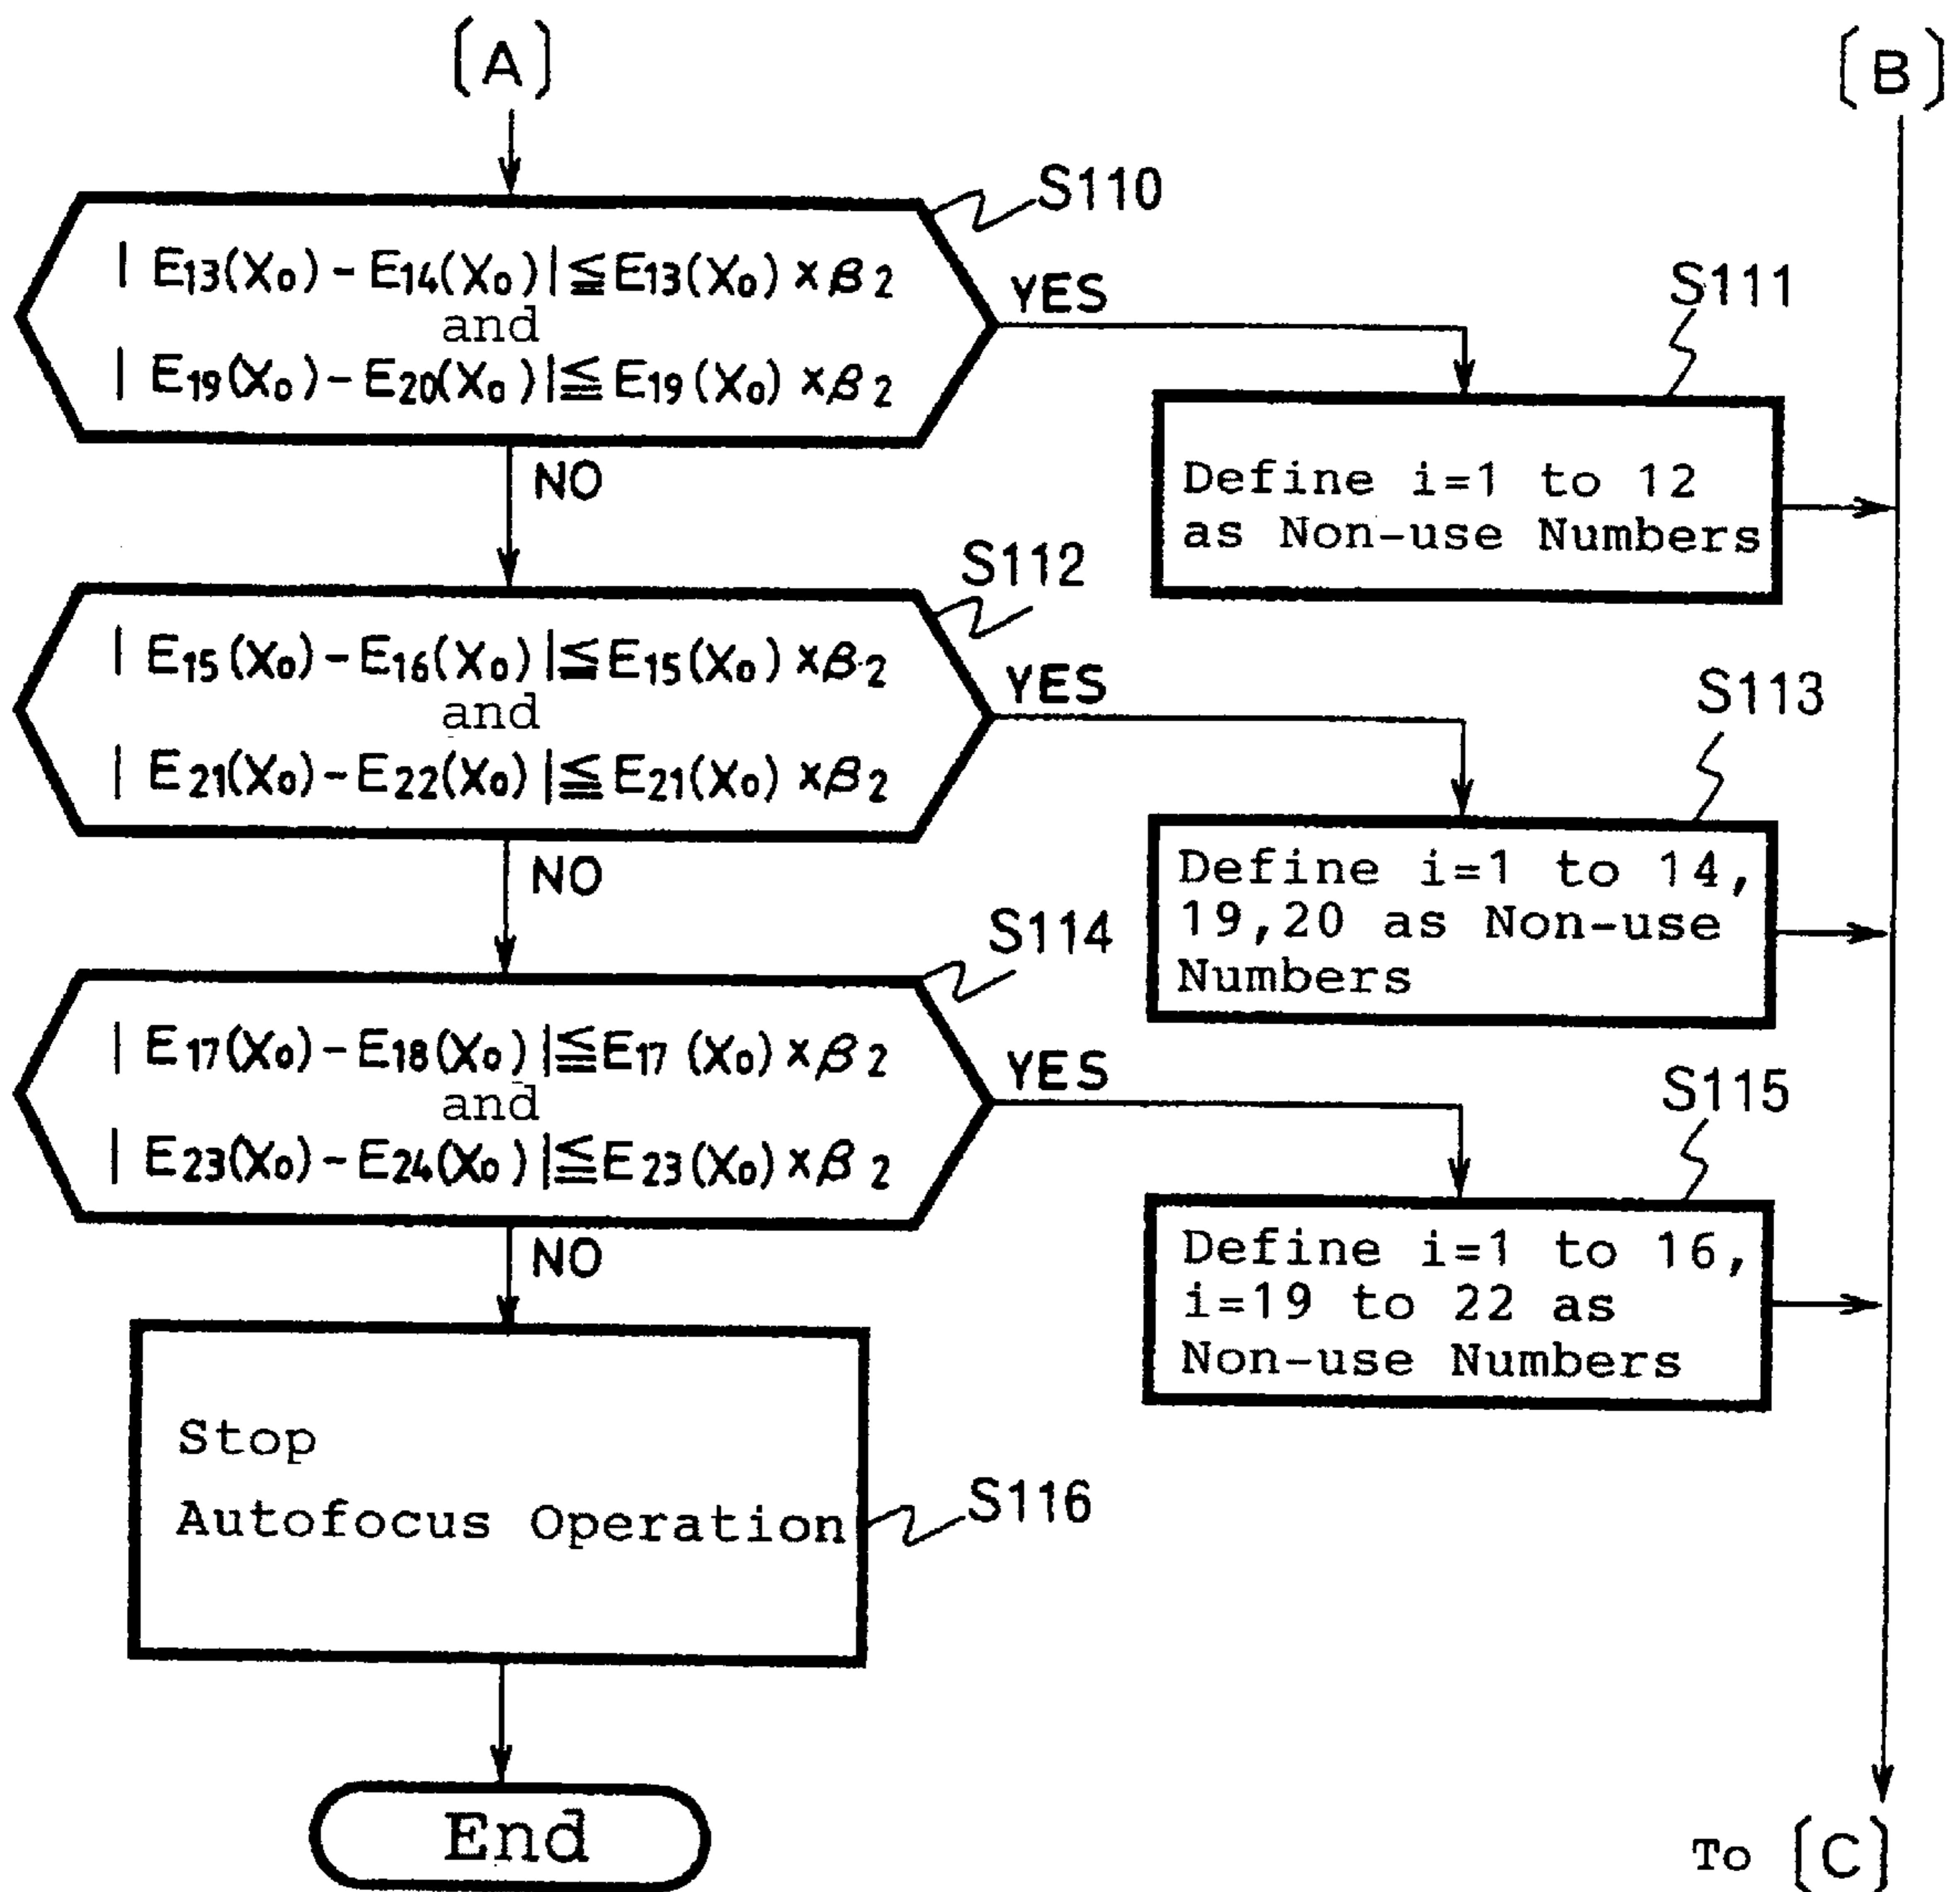 [A]
[B]
S110
| E₁₃(X₀) - E₁₄(X₀) | ≦ E₁₃(X₀) × β₂
and
| E₁₉(X₀) - E₂₀(X₀) | ≦ E₁₉(X₀) × β₂
YES
NO
S111
Define i=1 to 12
as Non-use Numbers
S112
| E₁₅(X₀) - E₁₆(X₀) | ≦ E₁₅(X₀) × β₂
and
| E₂₁(X₀) - E₂₂(X₀) | ≦ E₂₁(X₀) × β₂
YES
NO
S113
Define i=1 to 14,
19,20 as Non-use
Numbers
S114
| E₁₇(X₀) - E₁₈(X₀) | ≦ E₁₇(X₀) × β₂
and
| E₂₃(X₀) - E₂₄(X₀) | ≦ E₂₃(X₀) × β₂
YES
NO
S115
Define i=1 to 16,
i=19 to 22 as
Non-use Numbers
Stop
Autofocus Operation
S116
End
To [C]